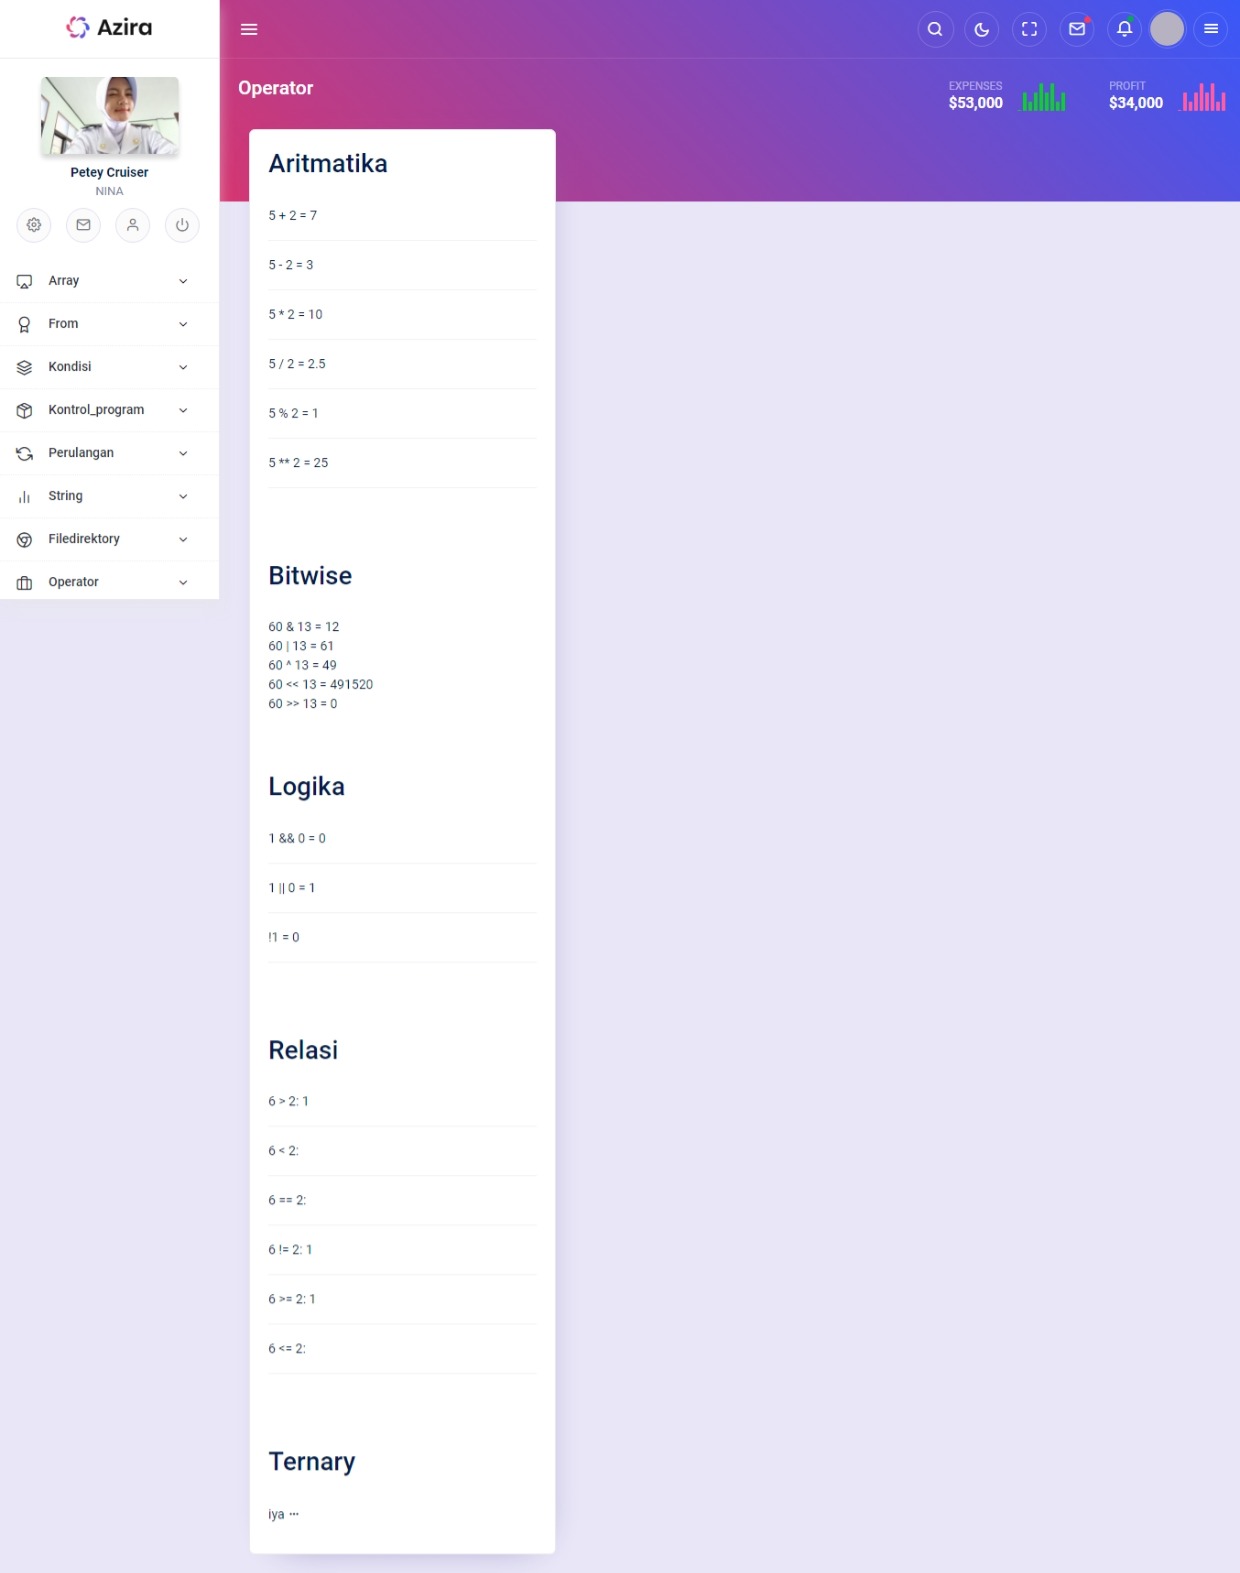 Azira
Operator
EXPENSES
$53,000
PROFIT
$34,000
Petey Cruiser
NINA
Array
From
Kondisi
Kontrol_program
Perulangan
String
Filedirektory
Operator
Aritmatika
5 + 2 = 7
5 - 2 = 3
5 * 2 = 10
5 / 2 = 2.5
5 % 2 = 1
5 ** 2 = 25
Bitwise
60 & 13 = 12
60 | 13 = 61
60 ^ 13 = 49
60 << 13 = 491520
60 >> 13 = 0
Logika
1 && 0 = 0
1 || 0 = 1
!1 = 0
Relasi
6 > 2: 1
6 < 2:
6 == 2:
6 != 2: 1
6 >= 2: 1
6 <= 2:
Ternary
iya ...